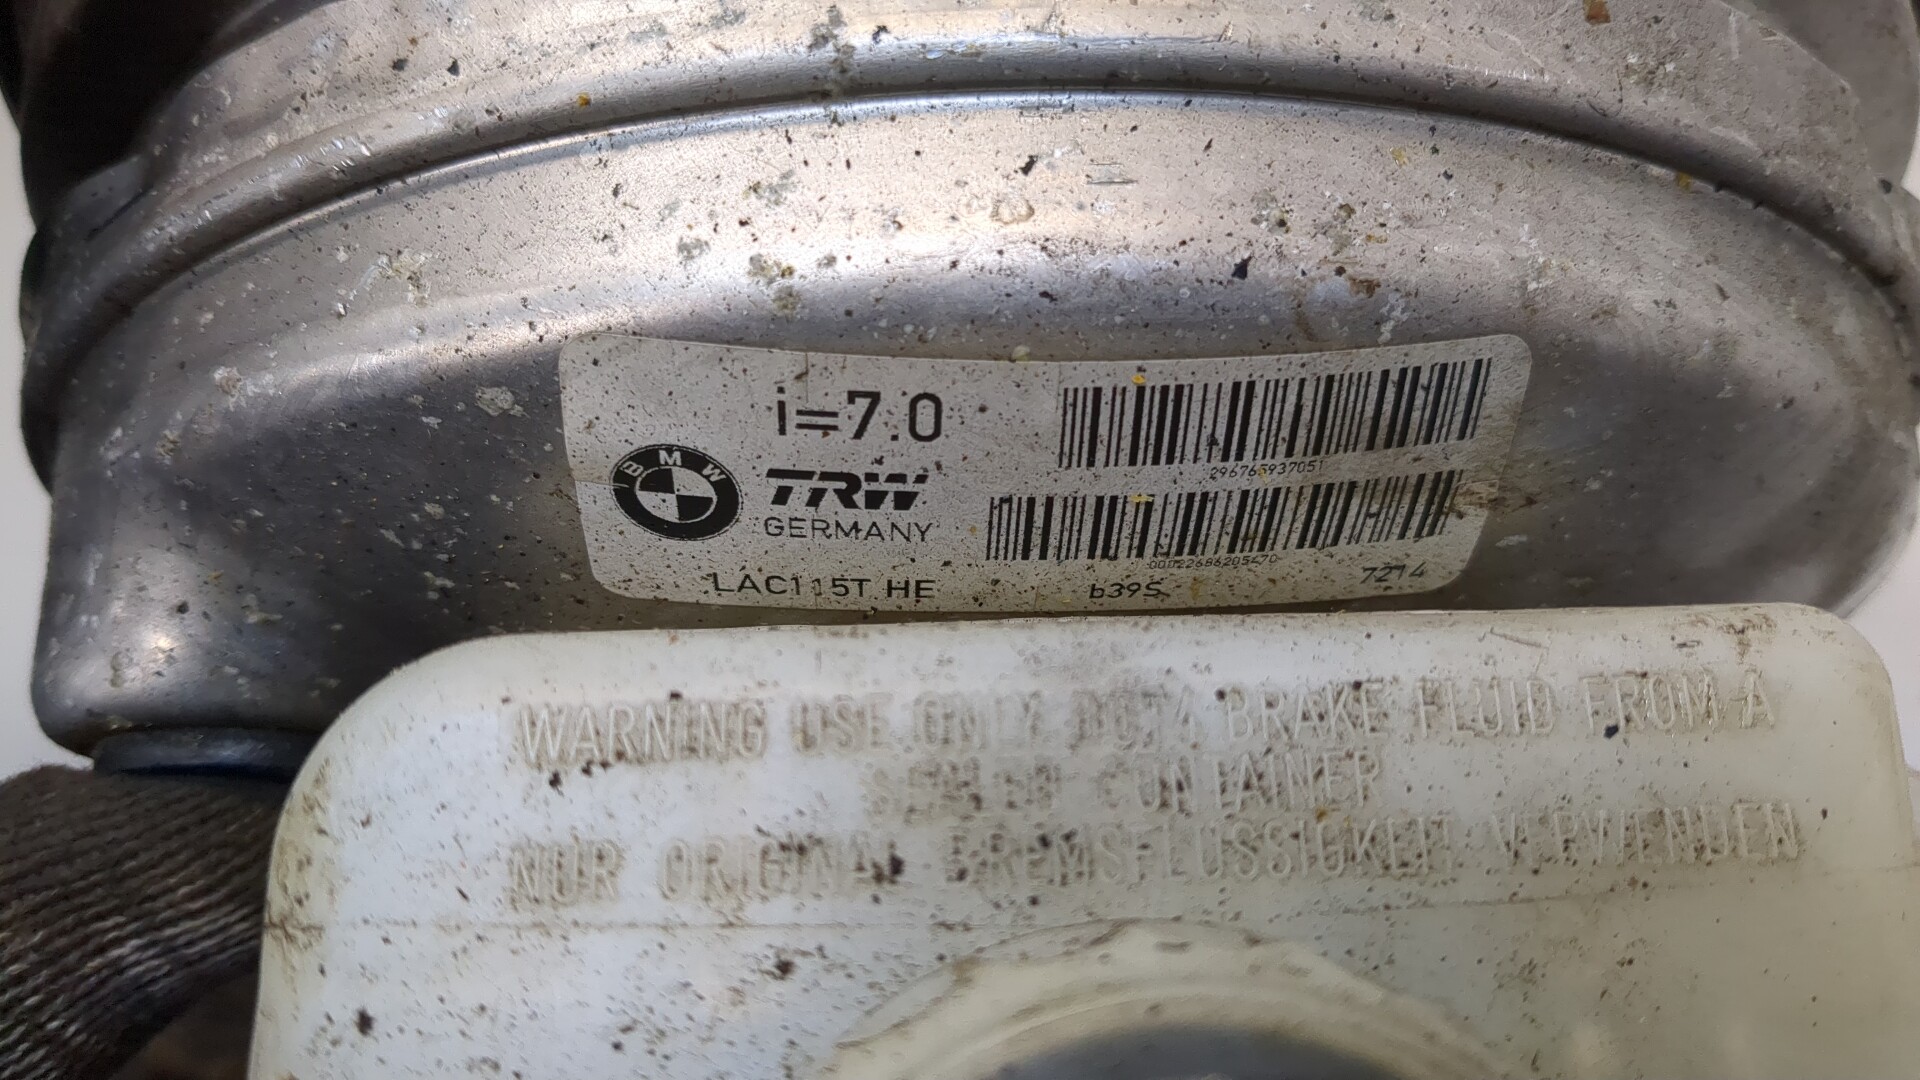 i=7.0
BMW
TRW
GERMANY
296765937051
LAC115T HE
b39S
7214
WARNING USE ONLY DOT4 BRAKE FLUID FROM A
SEALED CONTAINER
NUR ORIGINAL BREMSFLUSSIGKEIT VERWENDEN